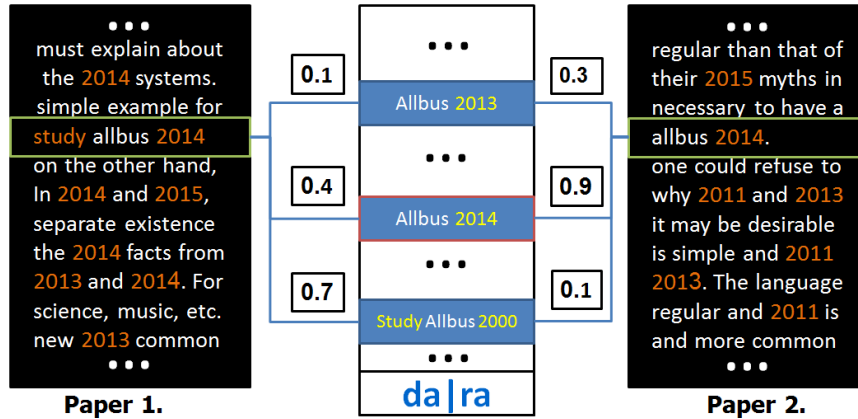 • • •
must explain about
the 2014 systems.
simple example for
study allbus 2014
on the other hand,
In 2014 and 2015,
separate existence
the 2014 facts from
2013 and 2014. For
science, music, etc.
new 2013 common
• • •
Paper 1.
0.1
0.4
0.7
• • •
Allbus 2013
• • •
Allbus 2014
• • •
Study Allbus 2000
• • •
da|ra
0.3
0.9
0.1
• • •
regular than that of
their 2015 myths in
necessary to have a
allbus 2014.
one could refuse to
why 2011 and 2013
it may be desirable
is simple and 2011
2013. The language
regular and 2011 is
and more common
• • •
Paper 2.